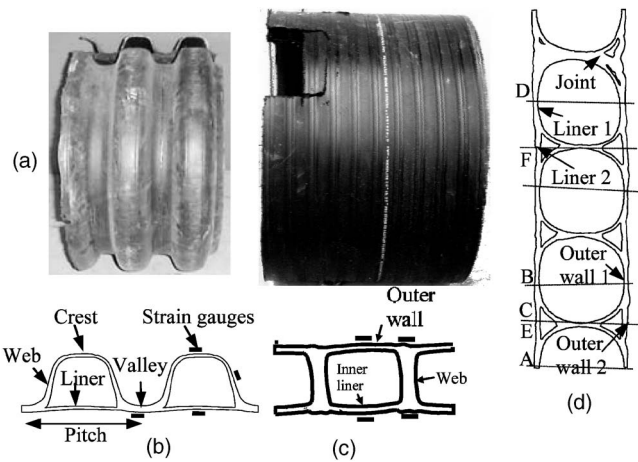 (a)
Crest
Strain gauges
Web
Liner
Valley
Pitch
(b)
Outer
wall
Inner
liner
Web
(c)
Joint
D
Liner 1
F
Liner 2
Outer
wall 1
B
C
E
Outer
wall 2
A
(d)